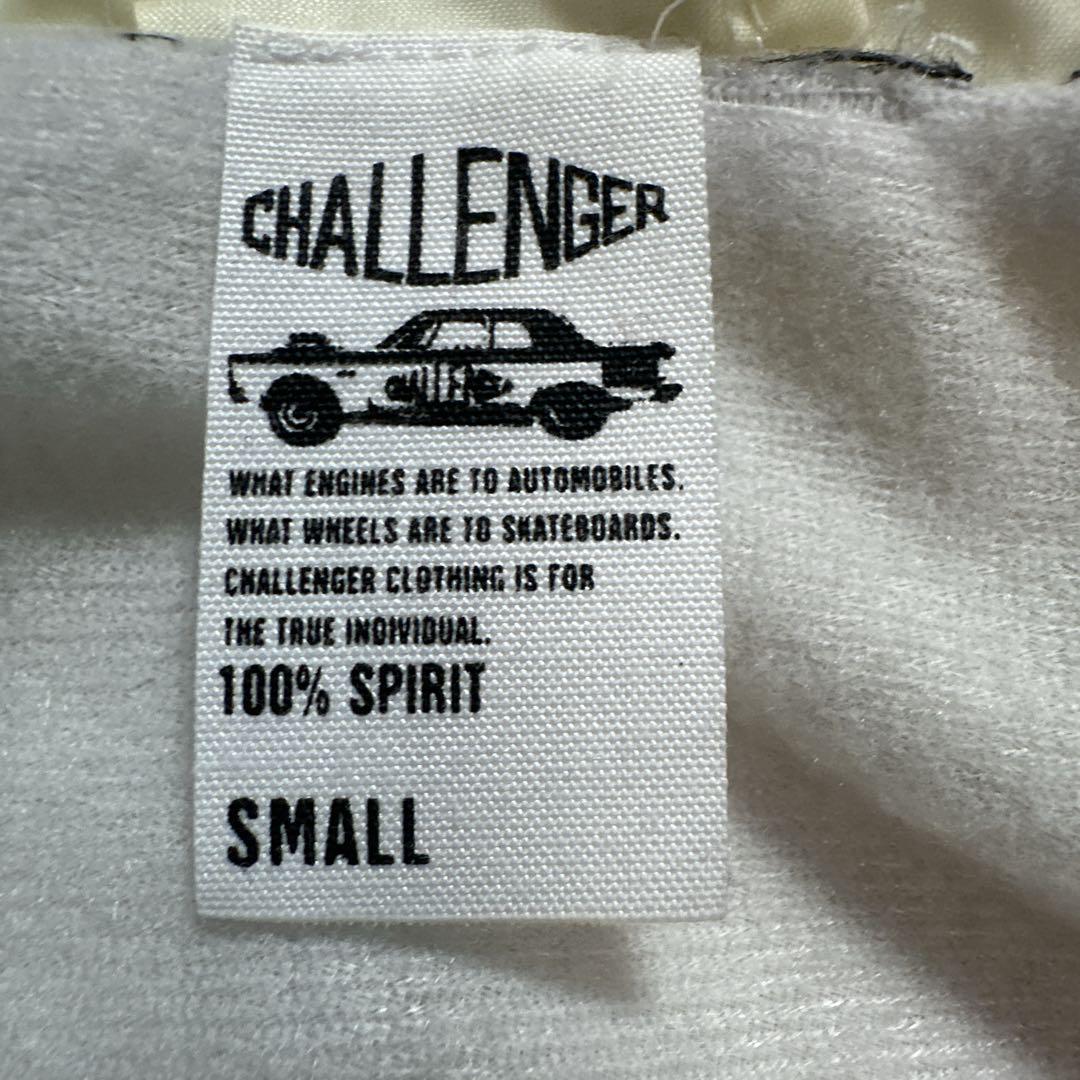 CHALLENGER
CHALLENGER
WHAT ENGINES ARE TO AUTOMOBILES.
WHAT WHEELS ARE TO SKATEBOARDS.
CHALLENGER CLOTHING IS FOR
THE TRUE INDIVIDUAL.
100% SPIRIT
SMALL